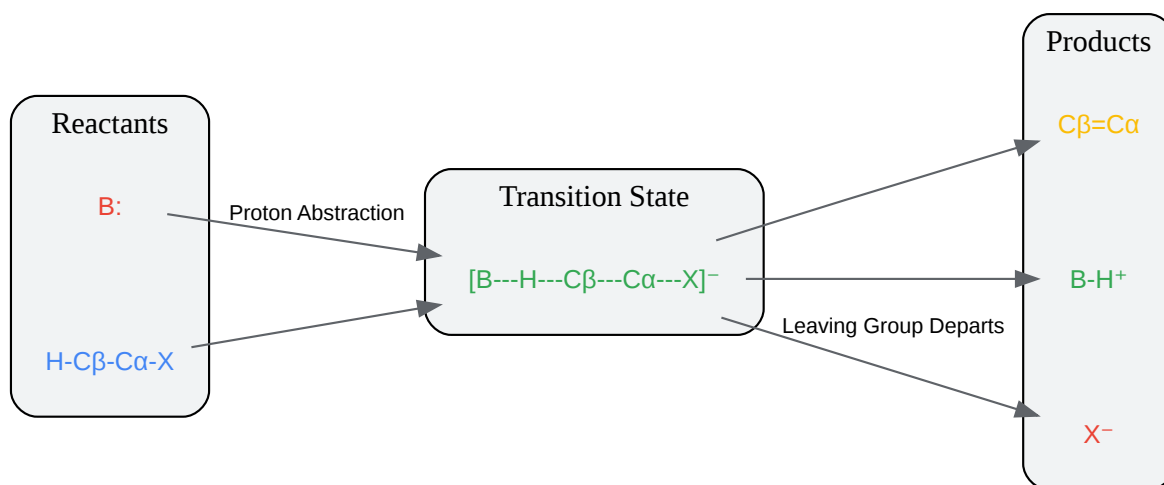 Reactants
B:
H-Cβ-Cα-X
Proton Abstraction
Transition State
[B---H---Cβ---Cα---X]⁻
Leaving Group Departs
Products
Cβ=Cα
B-H⁺
X⁻